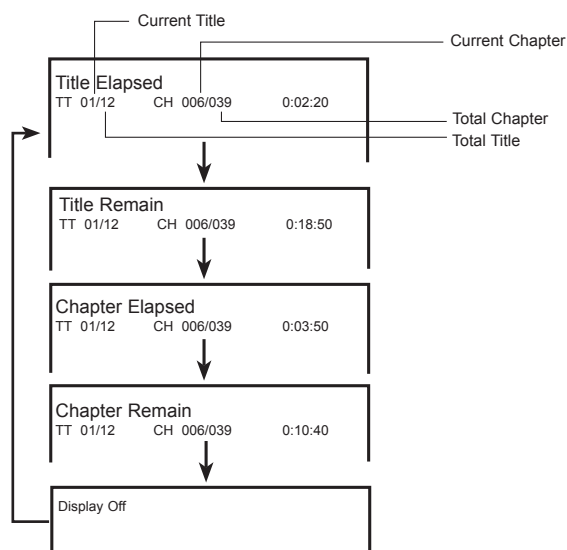 Current Title
Current Chapter
Title Elapsed
TT 01/12 CH 006/039 0:02:20
Total Chapter
Total Title
Title Remain
TT 01/12 CH 006/039 0:18:50
Chapter Elapsed
TT 01/12 CH 006/039 0:03:50
Chapter Remain
TT 01/12 CH 006/039 0:10:40
Display Off